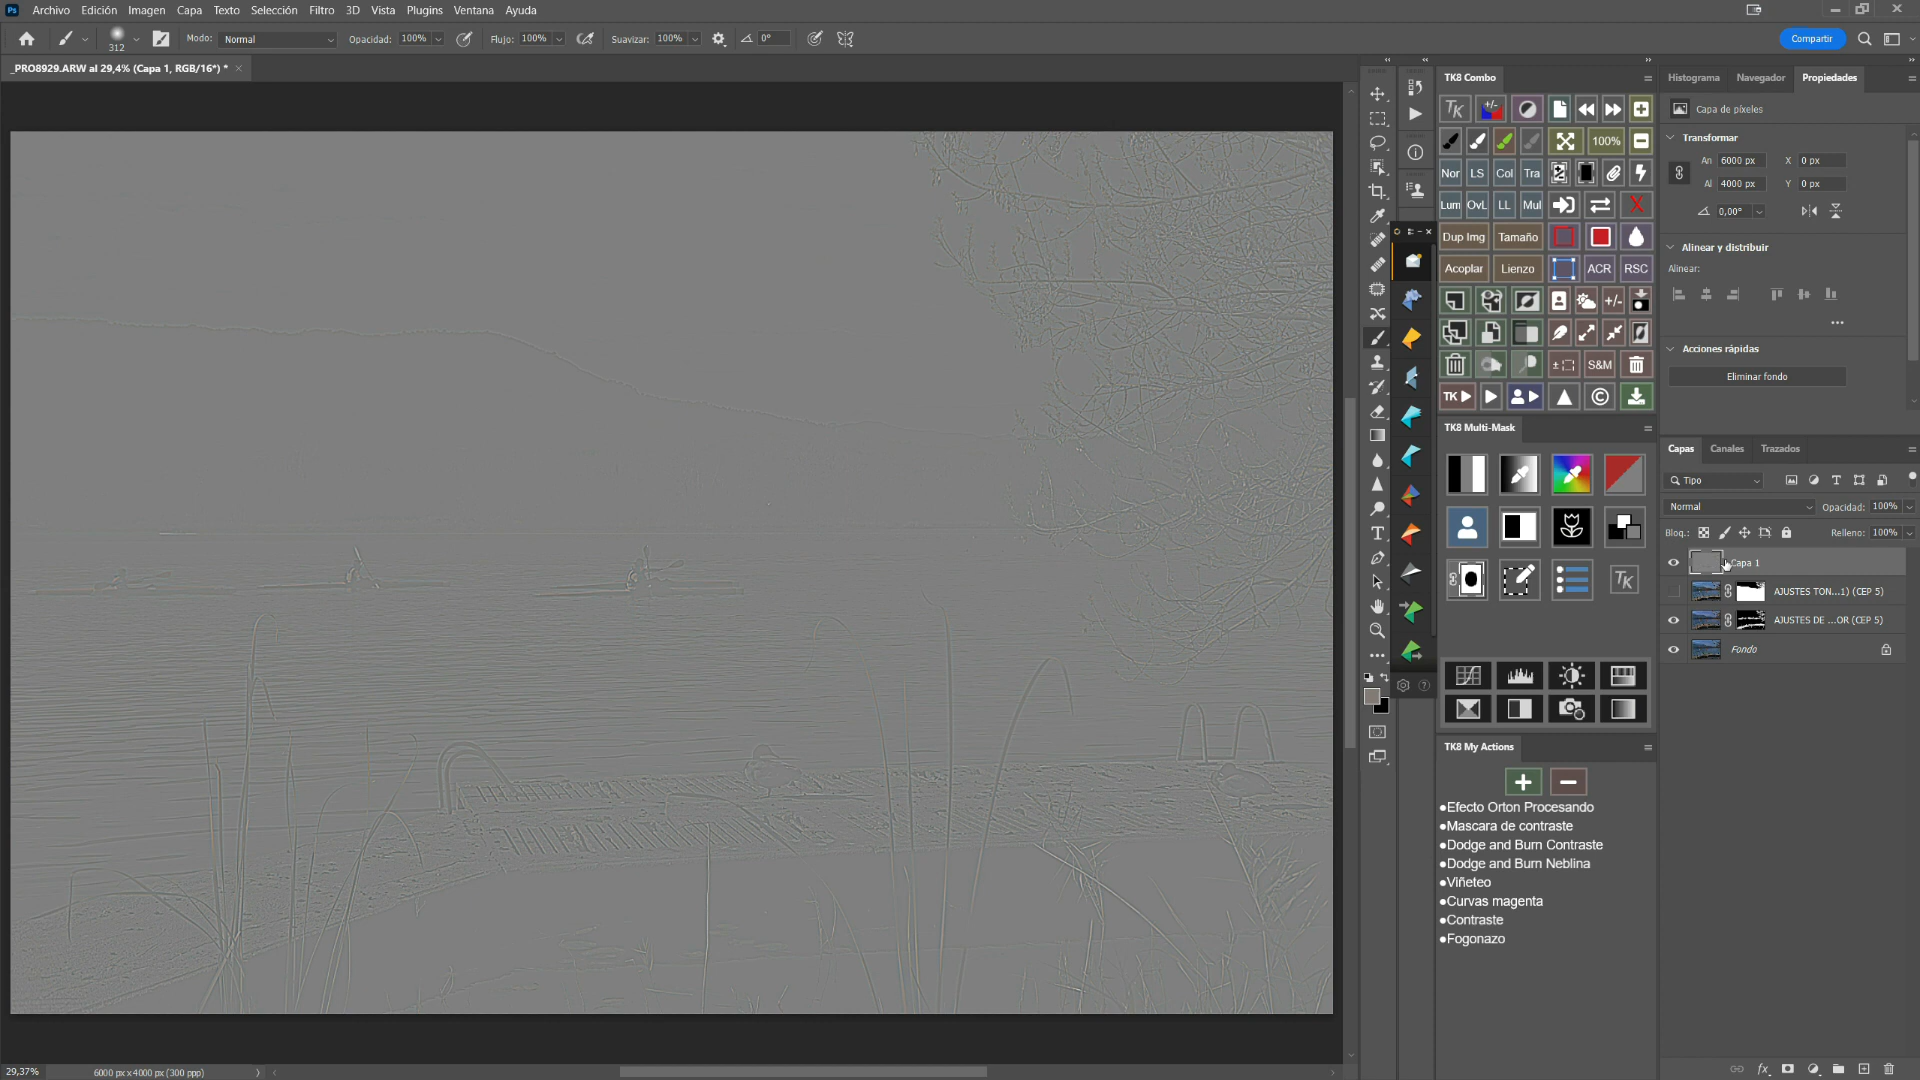 Ps Archivo Edición Imagen Capa Texto Selección Filtro 3D Vista Plugins Ventana Ayuda
312 Modo: Normal Opacidad: 100% Flujo: 100% Suavizar: 100% 0° Compartir
_PRO8929.ARW al 29,4% (Capa 1, RGB/16*) * ×
TK8 Combo
TK +/-
100%
Nor LS Col Tra
Lum OvL LL Mul X
Dup Img Tamaño
Acoplar Lienzo ACR RSC
+/-
± S&M
TK ©
TK8 Multi-Mask
TK
TK8 My Actions
+ −
•Efecto Orton Procesando
•Mascara de contraste
•Dodge and Burn Contraste
•Dodge and Burn Neblina
•Viñeteo
•Curvas magenta
•Contraste
•Fogonazo
Histograma Navegador Propiedades
Capa de píxeles
Transformar
An 6000 px X 0 px
Al 4000 px Y 0 px
0,00°
Alinear y distribuir
Alinear:
Acciones rápidas
Eliminar fondo
Capas Canales Trazados
Tipo
Normal Opacidad: 100%
Bloq.: Relleno: 100%
Capa 1
AJUSTES TON...1) (CEP 5)
AJUSTES DE ...OR (CEP 5)
Fondo
fx
29,37% 6000 px x 4000 px (300 ppp)